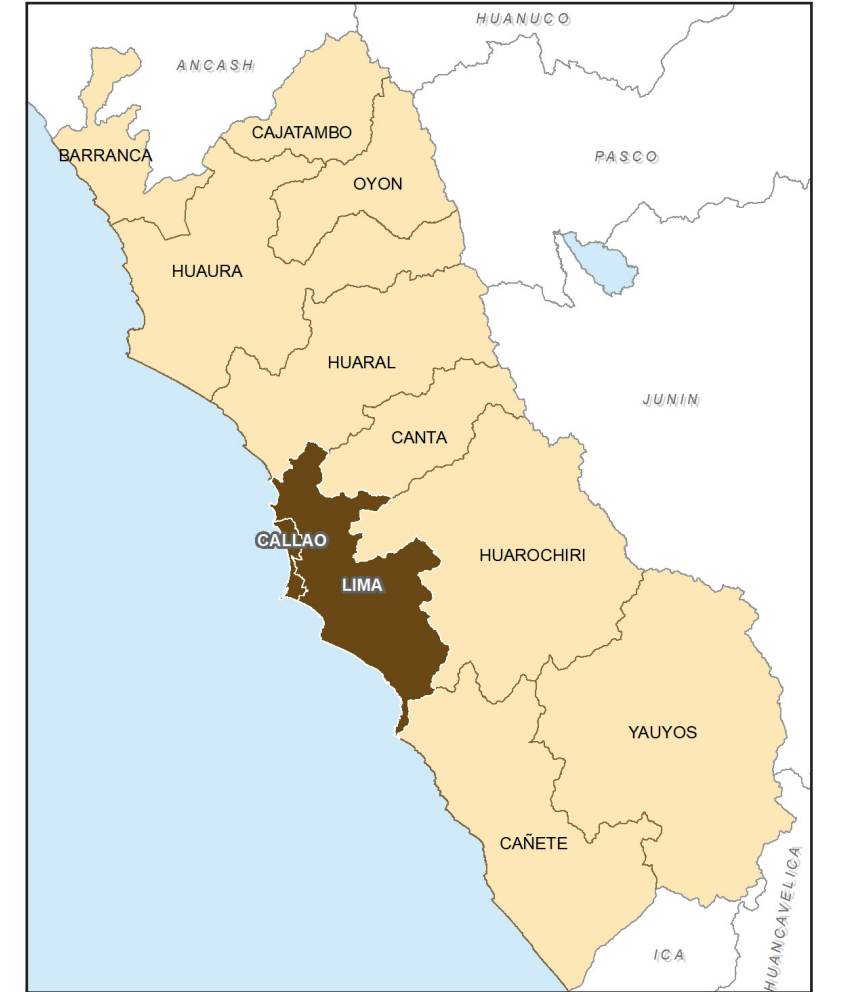 HUANUCO
ANCASH
CAJATAMBO
BARRANCA
PASCO
OYON
HUAURA
HUARAL
JUNIN
CANTA
CALLAO
HUAROCHIRI
LIMA
YAUYOS
CAÑETE
HUANCAVELICA
ICA